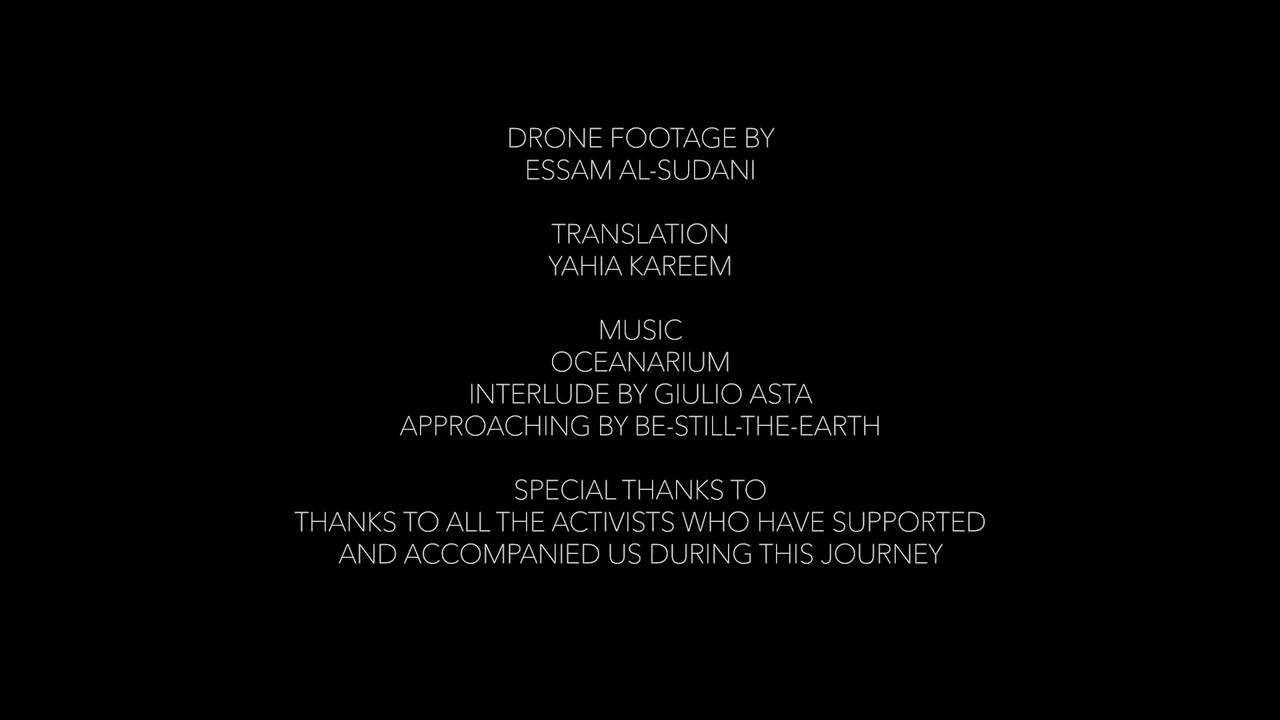 DRONE FOOTAGE BY
ESSAM AL-SUDANI
TRANSLATION
YAHIA KAREEM
MUSIC
OCEANARIUM
INTERLUDE BY GIULIO ASTA
APPROACHING BY BE-STILL-THE-EARTH
SPECIAL THANKS TO
THANKS TO ALL THE ACTIVISTS WHO HAVE SUPPORTED
AND ACCOMPANIED US DURING THIS JOURNEY